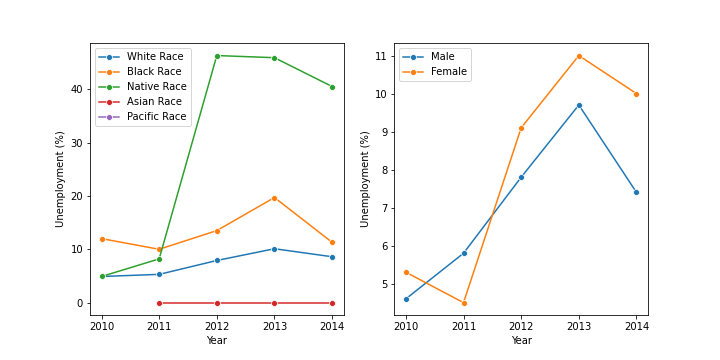 White Race
Black Race
Native Race
Asian Race
Pacific Race
40
30
20
10
0
Unemployment (%)
2010 2011 2012 2013 2014
Year
Male
Female
11
10
9
8
7
6
5
Unemployment (%)
2010 2011 2012 2013 2014
Year